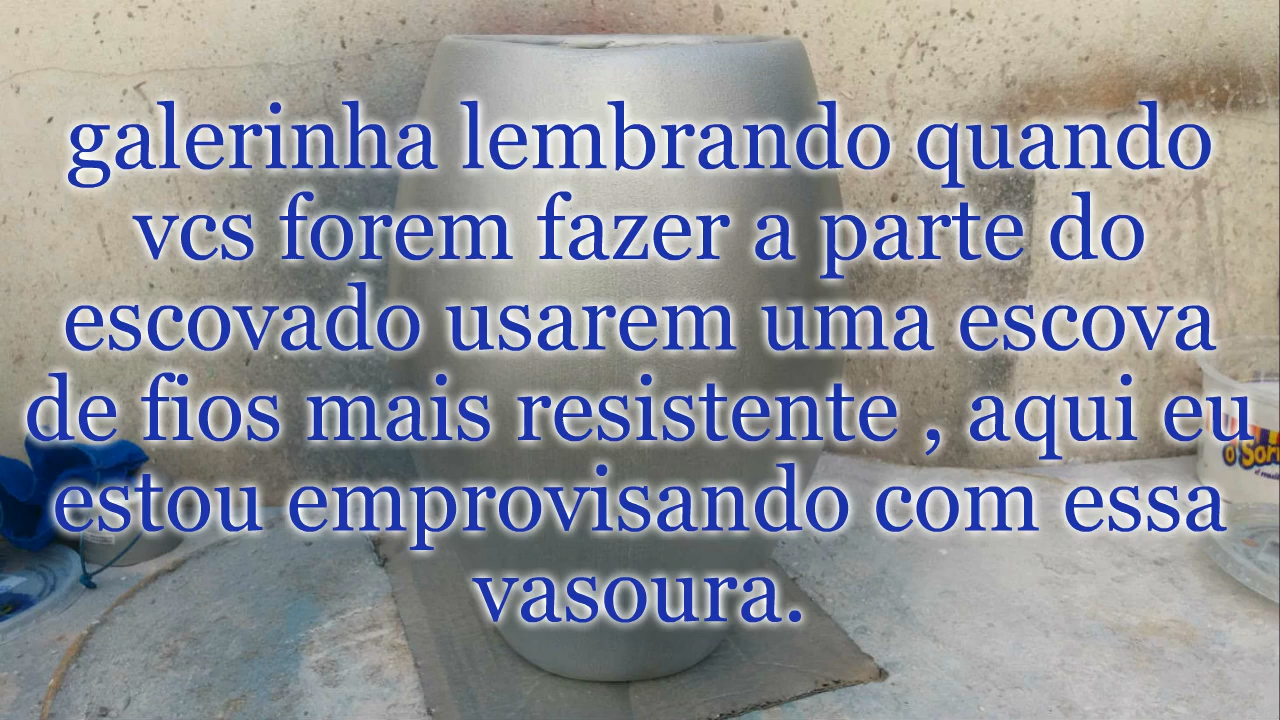 galerinha lembrando quando
vcs forem fazer a parte do
escovado usarem uma escova
de fios mais resistente , aqui eu
estou emprovisando com essa
vasoura.